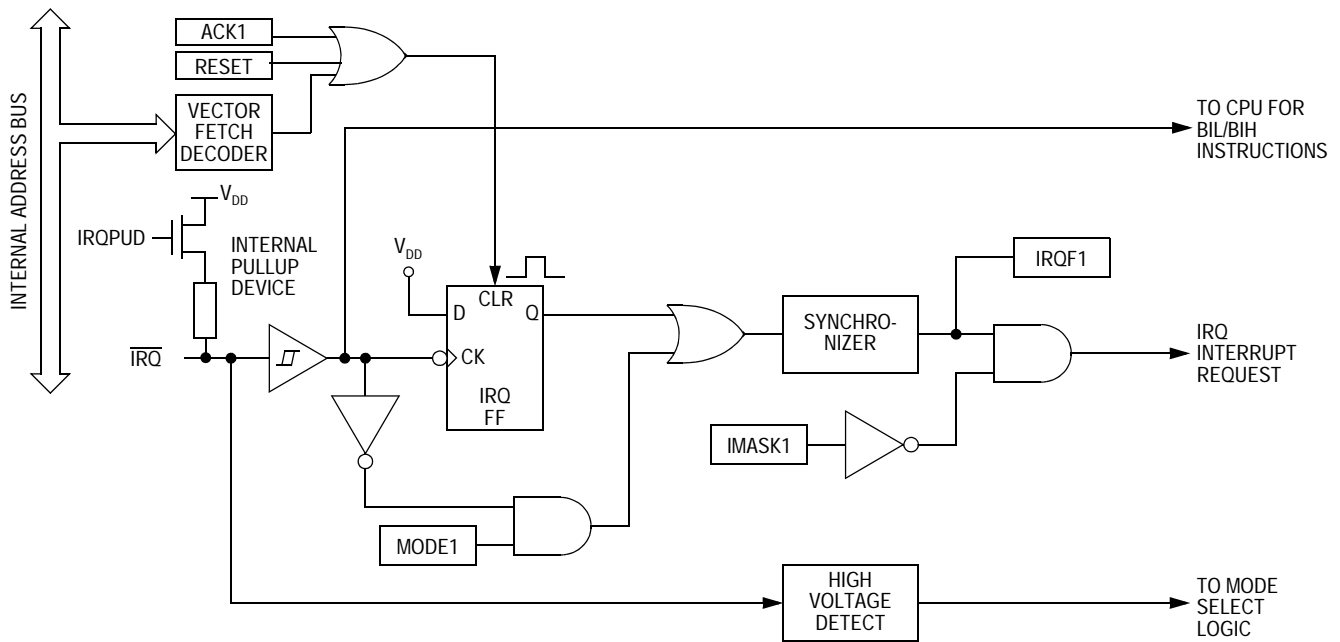 INTERNAL ADDRESS BUS
ACK1
RESET
VECTOR
FETCH
DECODER
TO CPU FOR
BIL/BIH
INSTRUCTIONS
VDD
IRQPUD
INTERNAL
PULLUP
DEVICE
VDD
CLR
D
Q
CK
IRQ
FF
IRQ
SYNCHRO-
NIZER
IRQF1
IRQ
INTERRUPT
REQUEST
IMASK1
MODE1
HIGH
VOLTAGE
DETECT
TO MODE
SELECT
LOGIC